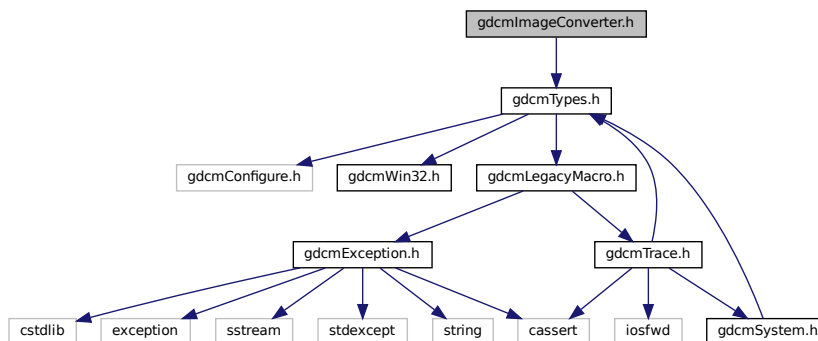 gdcmImageConverter.h
gdcmTypes.h
gdcmConfigure.h
gdcmWin32.h
gdcmLegacyMacro.h
gdcmException.h
gdcmTrace.h
cstdlib
exception
sstream
stdexcept
string
cassert
iosfwd
gdcmSystem.h